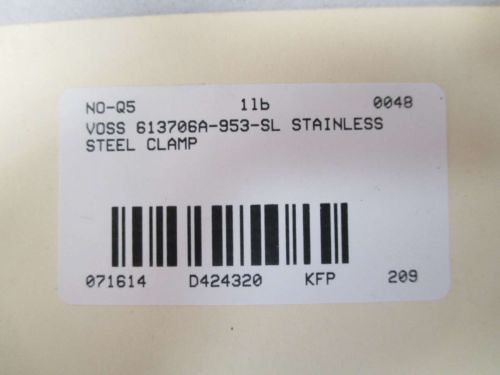 NO-Q5 1lb 0048
VOSS 613706A-953-SL STAINLESS
STEEL CLAMP
071614 D424320 KFP 209